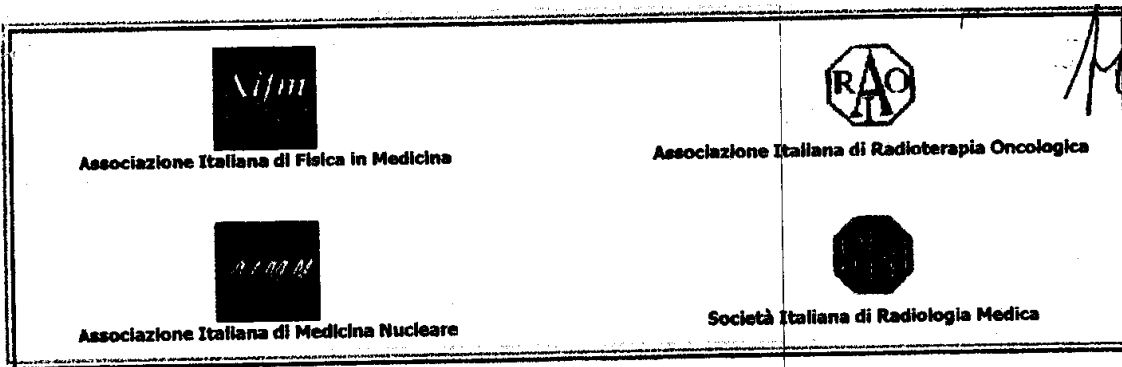 Aifm
RAO
I
Associazione Italiana di Fisica in Medicina
Associazione Italiana di Radioterapia Oncologica
Associazione Italiana di Medicina Nucleare
Società Italiana di Radiologia Medica